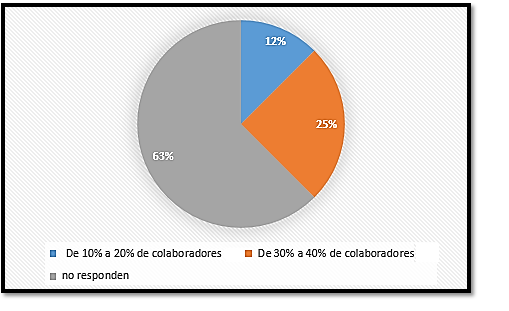 12%
25%
63%
De 10% a 20% de colaboradores
De 30% a 40% de colaboradores
no responden